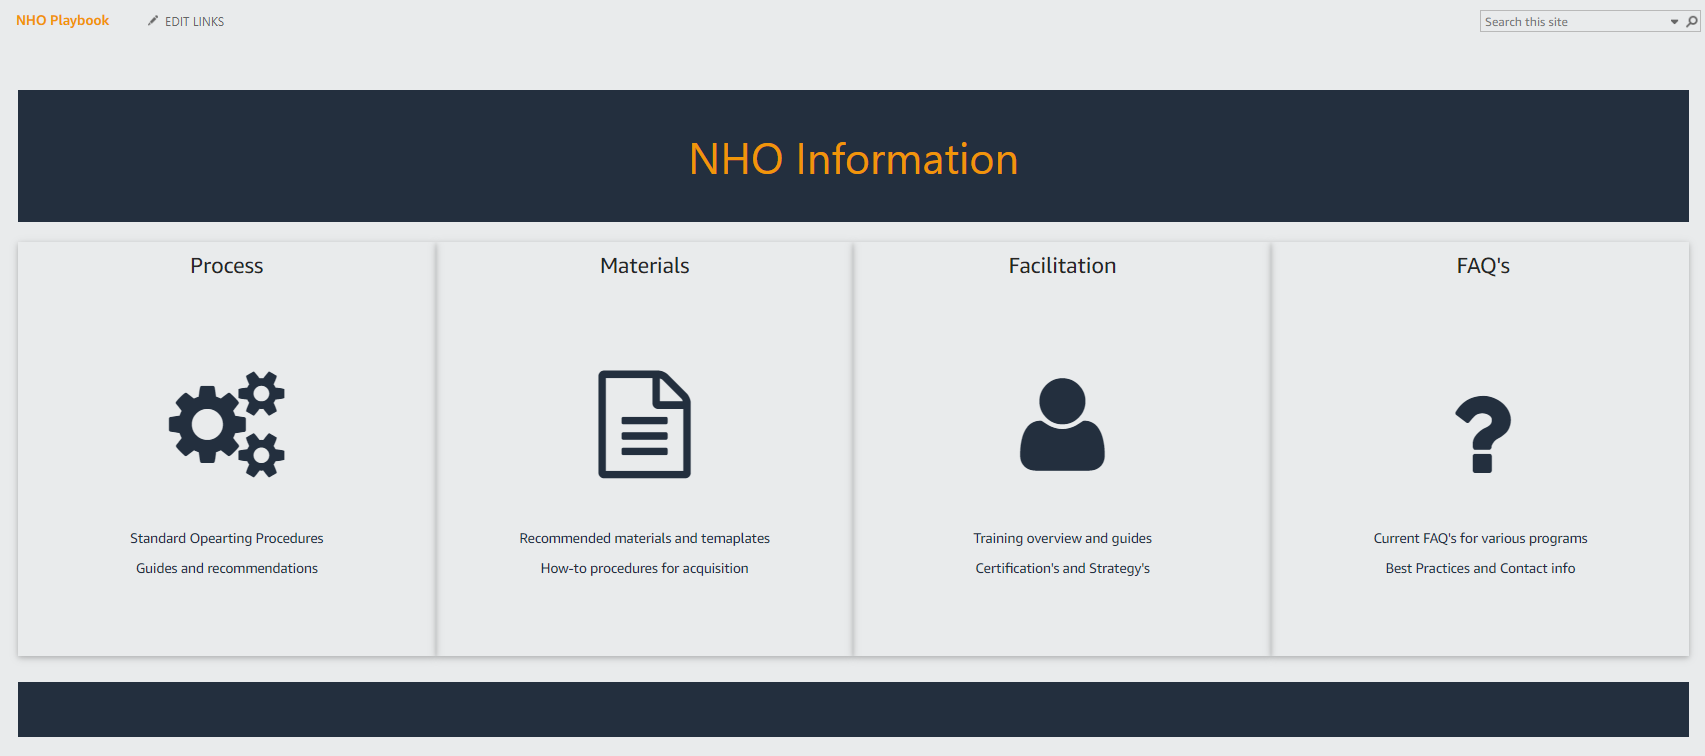 NHO Playbook
EDIT LINKS
Search this site
NHO Information
Process
Materials
Facilitation
FAQ's
Standard Opearting Procedures
Guides and recommendations
Recommended materials and temaplates
How-to procedures for acquisition
Training overview and guides
Certification's and Strategy's
Current FAQ's for various programs
Best Practices and Contact info